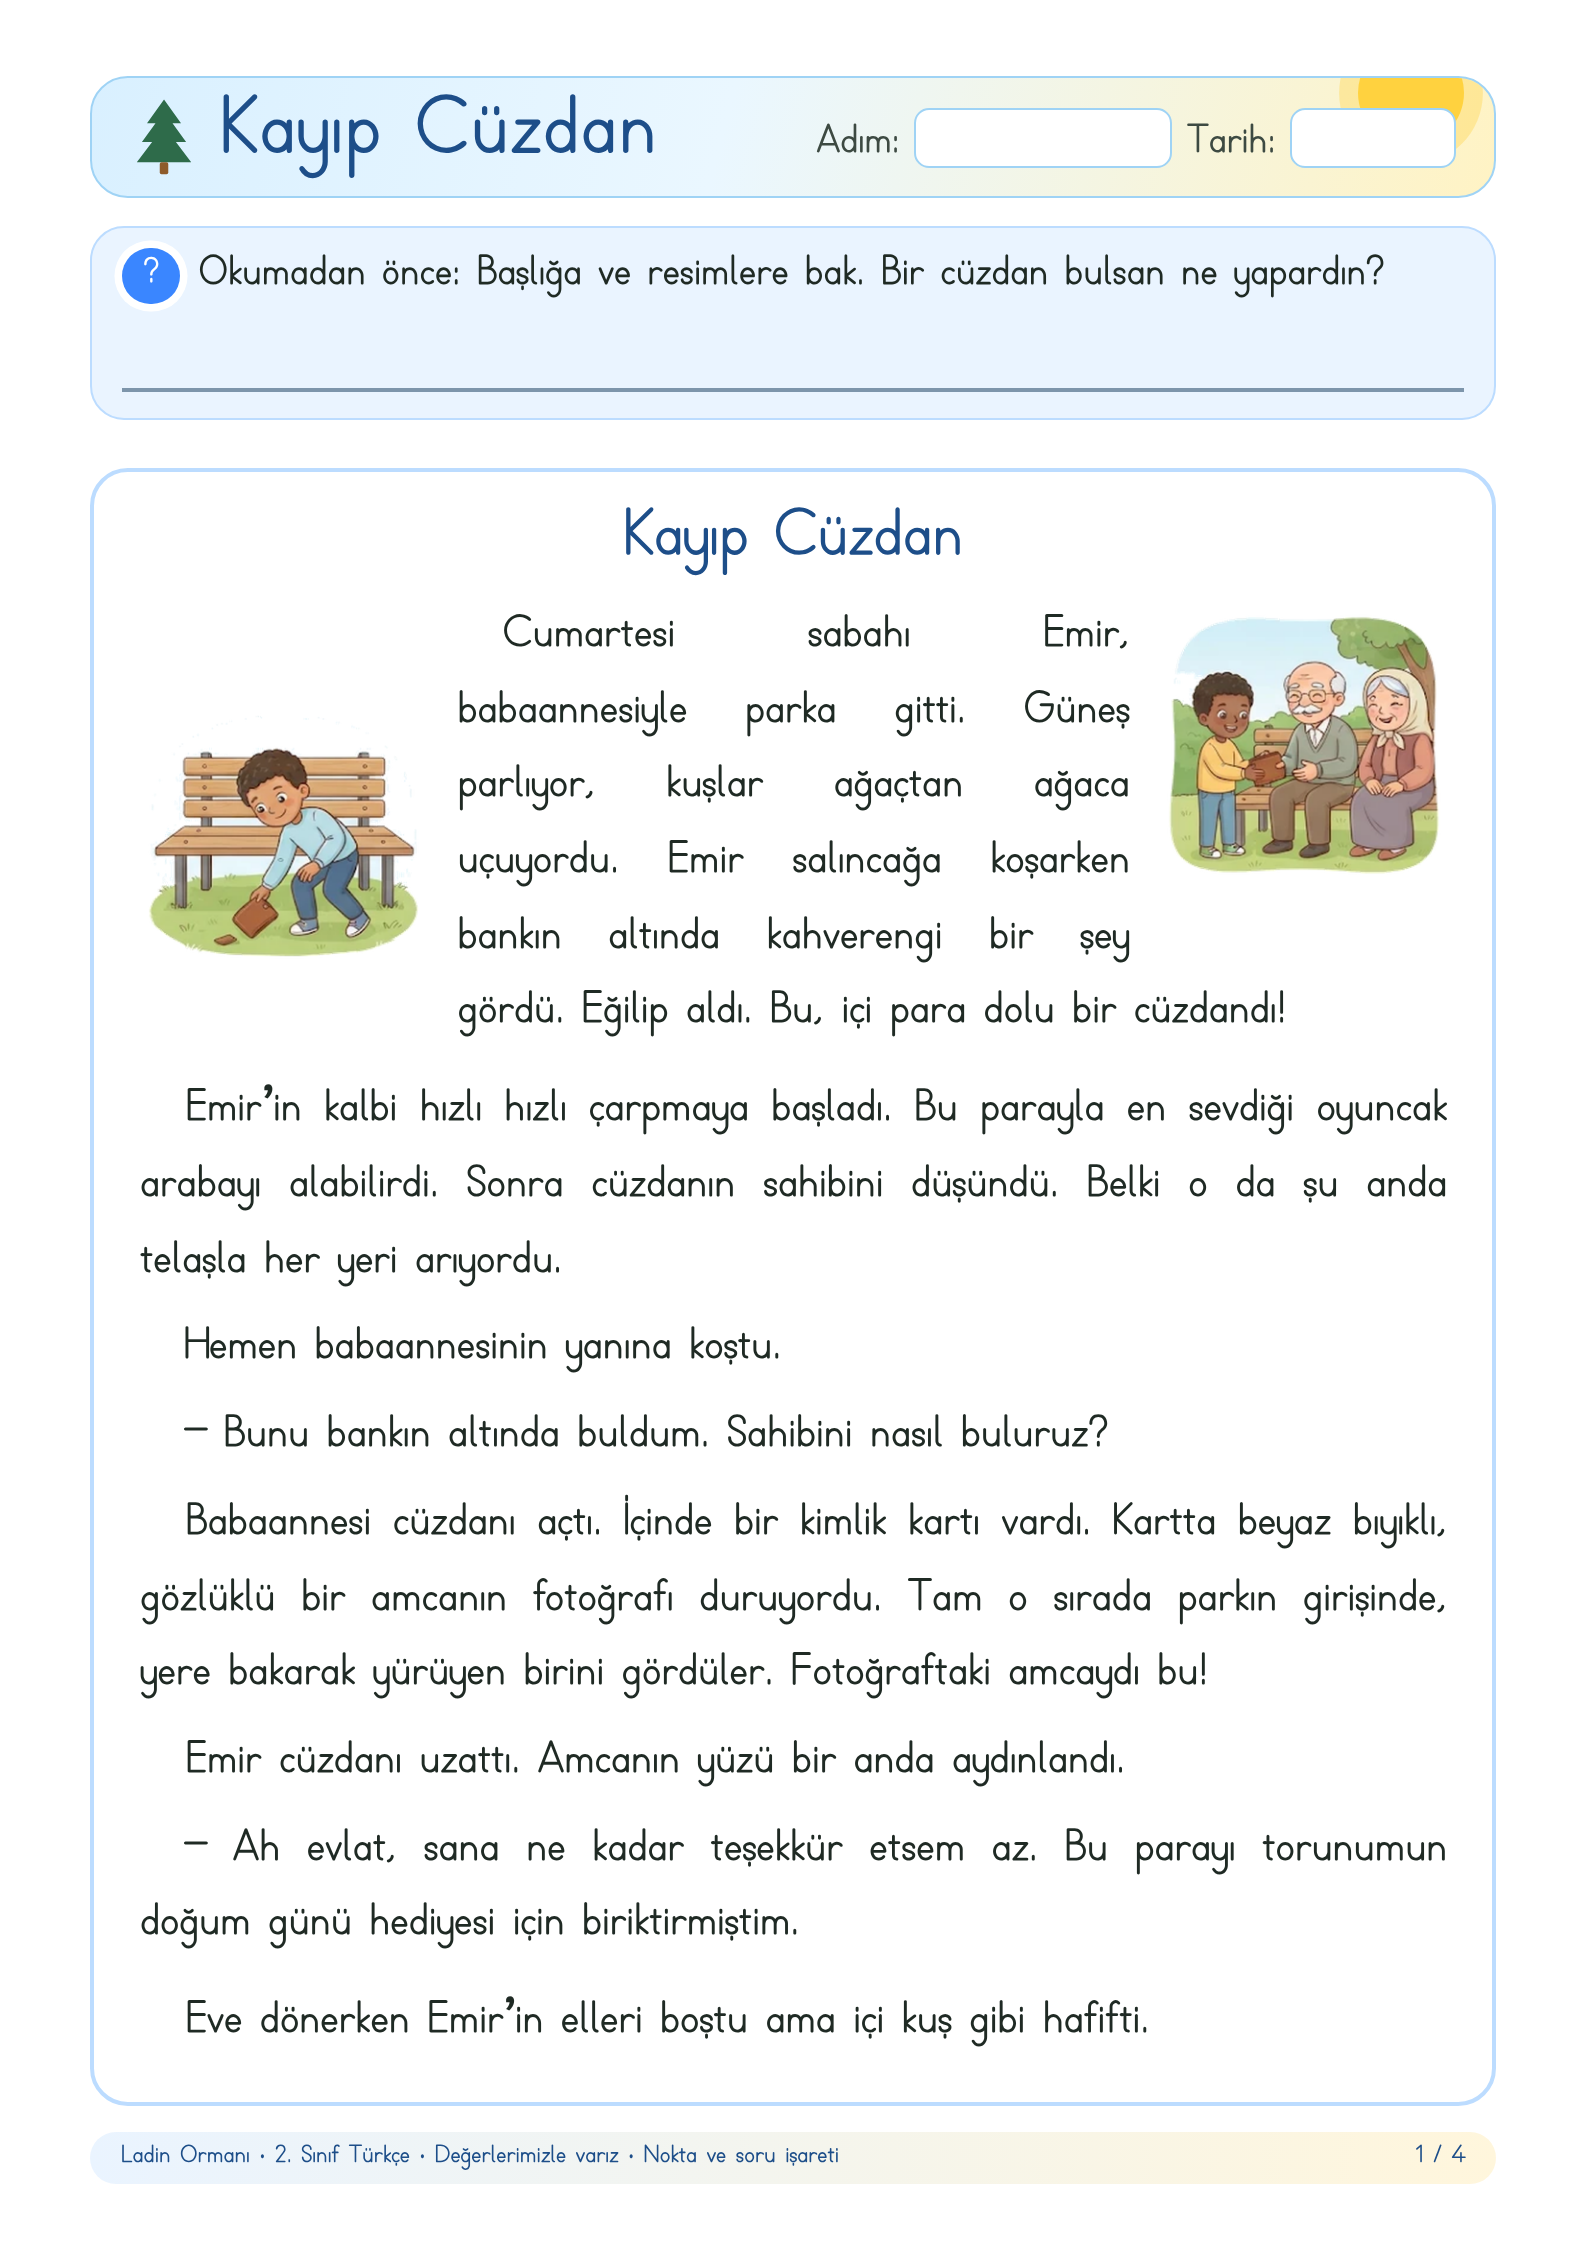 Kayıp Cüzdan
Adım:
Tarih:
?
Okumadan önce: Başlığa ve resimlere bak. Bir cüzdan bulsan ne yapardın?
Kayıp Cüzdan
Cumartesi sabahı Emir,
babaannesiyle parka gitti. Güneş
parlıyor, kuşlar ağaçtan ağaca
uçuyordu. Emir salıncağa koşarken
bankın altında kahverengi bir şey
gördü. Eğilip aldı. Bu, içi para dolu bir cüzdandı!
Emir’in kalbi hızlı hızlı çarpmaya başladı. Bu parayla en sevdiği oyuncak
arabayı alabilirdi. Sonra cüzdanın sahibini düşündü. Belki o da şu anda
telaşla her yeri arıyordu.
Hemen babaannesinin yanına koştu.
– Bunu bankın altında buldum. Sahibini nasıl buluruz?
Babaannesi cüzdanı açtı. İçinde bir kimlik kartı vardı. Kartta beyaz bıyıklı,
gözlüklü bir amcanın fotoğrafı duruyordu. Tam o sırada parkın girişinde,
yere bakarak yürüyen birini gördüler. Fotoğraftaki amcaydı bu!
Emir cüzdanı uzattı. Amcanın yüzü bir anda aydınlandı.
– Ah evlat, sana ne kadar teşekkür etsem az. Bu parayı torunumun
doğum günü hediyesi için biriktirmiştim.
Eve dönerken Emir’in elleri boştu ama içi kuş gibi hafifti.
Ladin Ormanı • 2. Sınıf Türkçe • Değerlerimizle varız • Nokta ve soru işareti
1 / 4